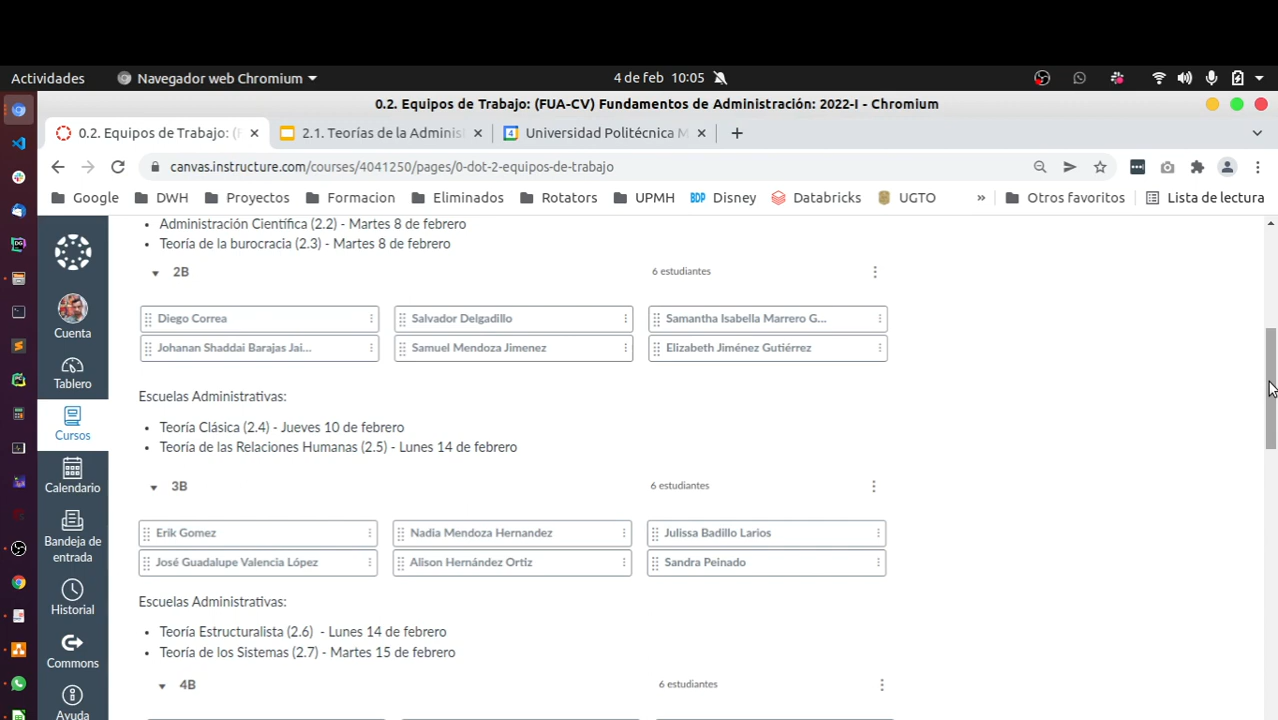 Actividades Navegador web Chromium 4 de feb 10:05
0.2. Equipos de Trabajo: (FUA-CV) Fundamentos de Administración: 2022-I - Chromium
0.2. Equipos de Trabajo: (F 2.1. Teorías de la Adminis Universidad Politécnica M
canvas.instructure.com/courses/4041250/pages/0-dot-2-equipos-de-trabajo
Google DWH Proyectos Formacion Eliminados Rotators UPMH BDP Disney Databricks UGTO » Otros favoritos Lista de lectura
Administración Científica (2.2) - Martes 8 de febrero
Teoría de la burocracia (2.3) - Martes 8 de febrero
2B 6 estudiantes
Diego Correa Salvador Delgadillo Samantha Isabella Marrero G...
Johanan Shaddai Barajas Jai... Samuel Mendoza Jimenez Elizabeth Jiménez Gutiérrez
Escuelas Administrativas:
Teoría Clásica (2.4) - Jueves 10 de febrero
Teoría de las Relaciones Humanas (2.5) - Lunes 14 de febrero
3B 6 estudiantes
Erik Gomez Nadia Mendoza Hernandez Julissa Badillo Larios
José Guadalupe Valencia López Alison Hernández Ortiz Sandra Peinado
Escuelas Administrativas:
Teoría Estructuralista (2.6) - Lunes 14 de febrero
Teoría de los Sistemas (2.7) - Martes 15 de febrero
4B 6 estudiantes
Cuenta
Tablero
Cursos
Calendario
Bandeja de
entrada
Historial
Commons
Ayuda